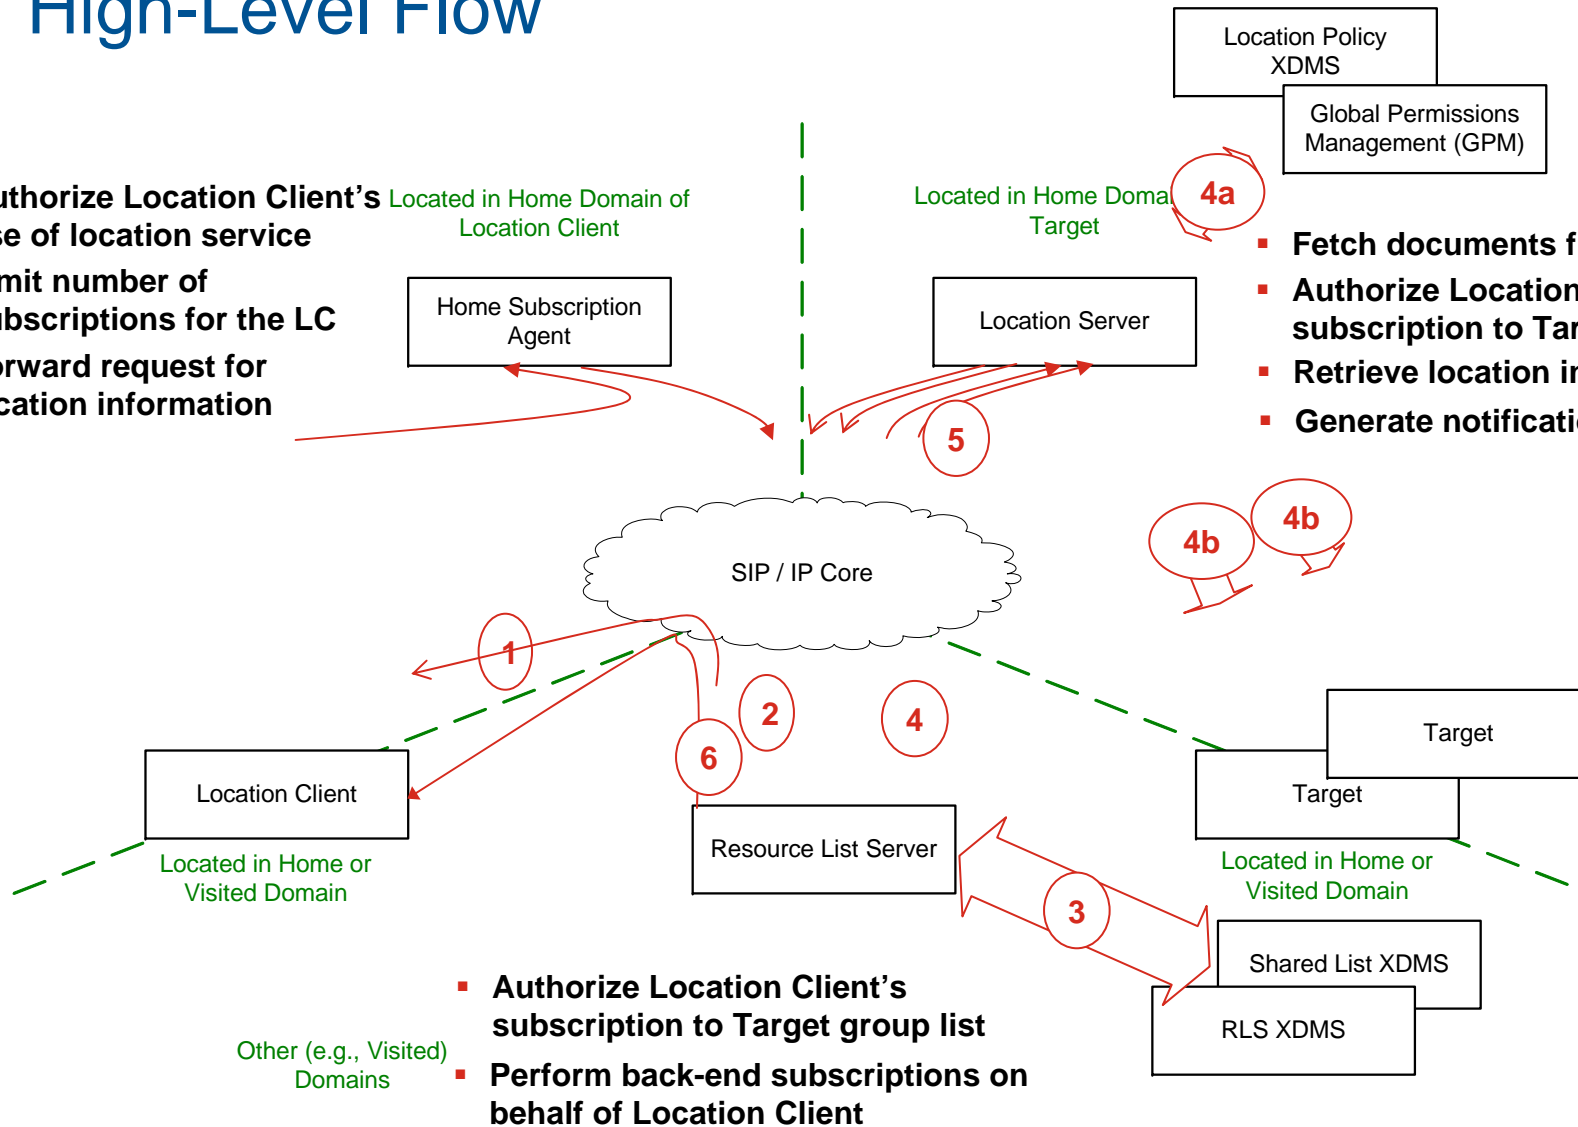 High-Level Flow
Location Policy
XDMS
Global Permissions
Management (GPM)
uthorize Location Client's
se of location service
mit number of
ubscriptions for the LC
orward request for
cation information
Located in Home Domain of
Location Client
Home Subscription
Agent
Located in Home Doma
Target
4a
Location Server
Fetch documents f
Authorize Location
subscription to Tar
Retrieve location in
Generate notificati
5
4b
4b
SIP / IP Core
1
2
4
6
Location Client
Located in Home or
Visited Domain
Resource List Server
Target
Target
Located in Home or
Visited Domain
3
Shared List XDMS
RLS XDMS
Authorize Location Client's
subscription to Target group list
Perform back-end subscriptions on
behalf of Location Client
Other (e.g., Visited)
Domains